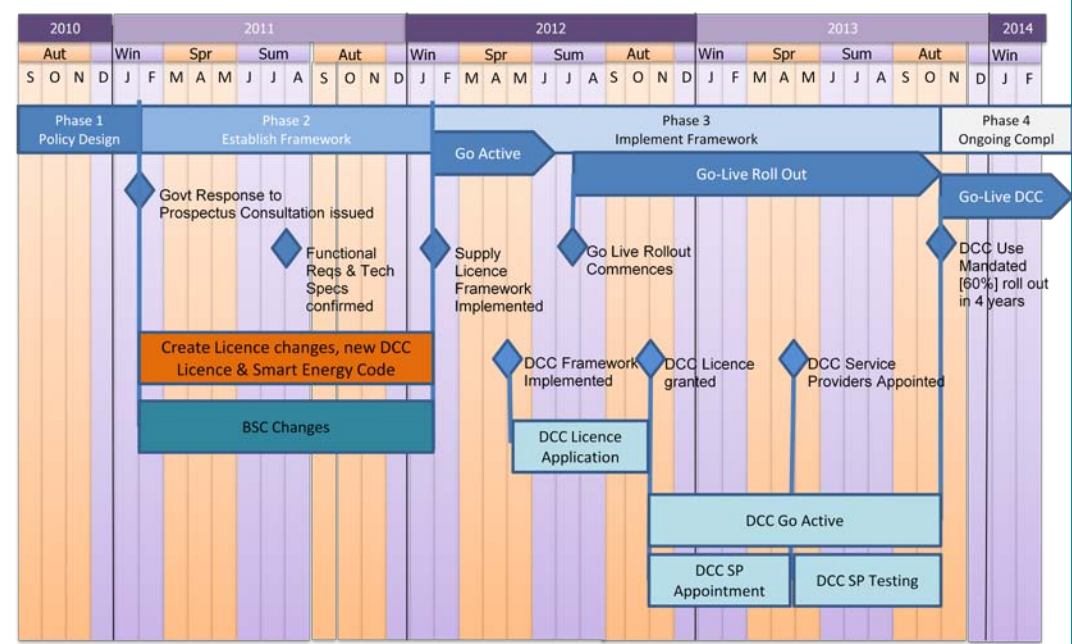 2010 2011 2012 2013 2014
Aut Win Spr Sum Aut Win Spr Sum Aut Win Spr Sum Aut Win
S O N D J F M A M J J A S O N D J F M A M J J A S O N D J F M A M J J A S O N D J F
Phase 1 Phase 2 Phase 3 Phase 4
Policy Design Establish Framework Implement Framework Ongoing Compl
Go Active
Go-Live Roll Out
Go-Live DCC
Govt Response to
Prospectus Consultation issued
Functional
Reqs & Tech
Specs
confirmed
Supply
Licence
Framework
Implemented
Go Live Rollout
Commences
DCC Use
Mandated
[60%] roll out
in 4 years
Create Licence changes, new DCC
Licence & Smart Energy Code
DCC Framework
Implemented
DCC Licence
granted
DCC Service
Providers Appointed
BSC Changes
DCC Licence
Application
DCC Go Active
DCC SP
Appointment
DCC SP Testing